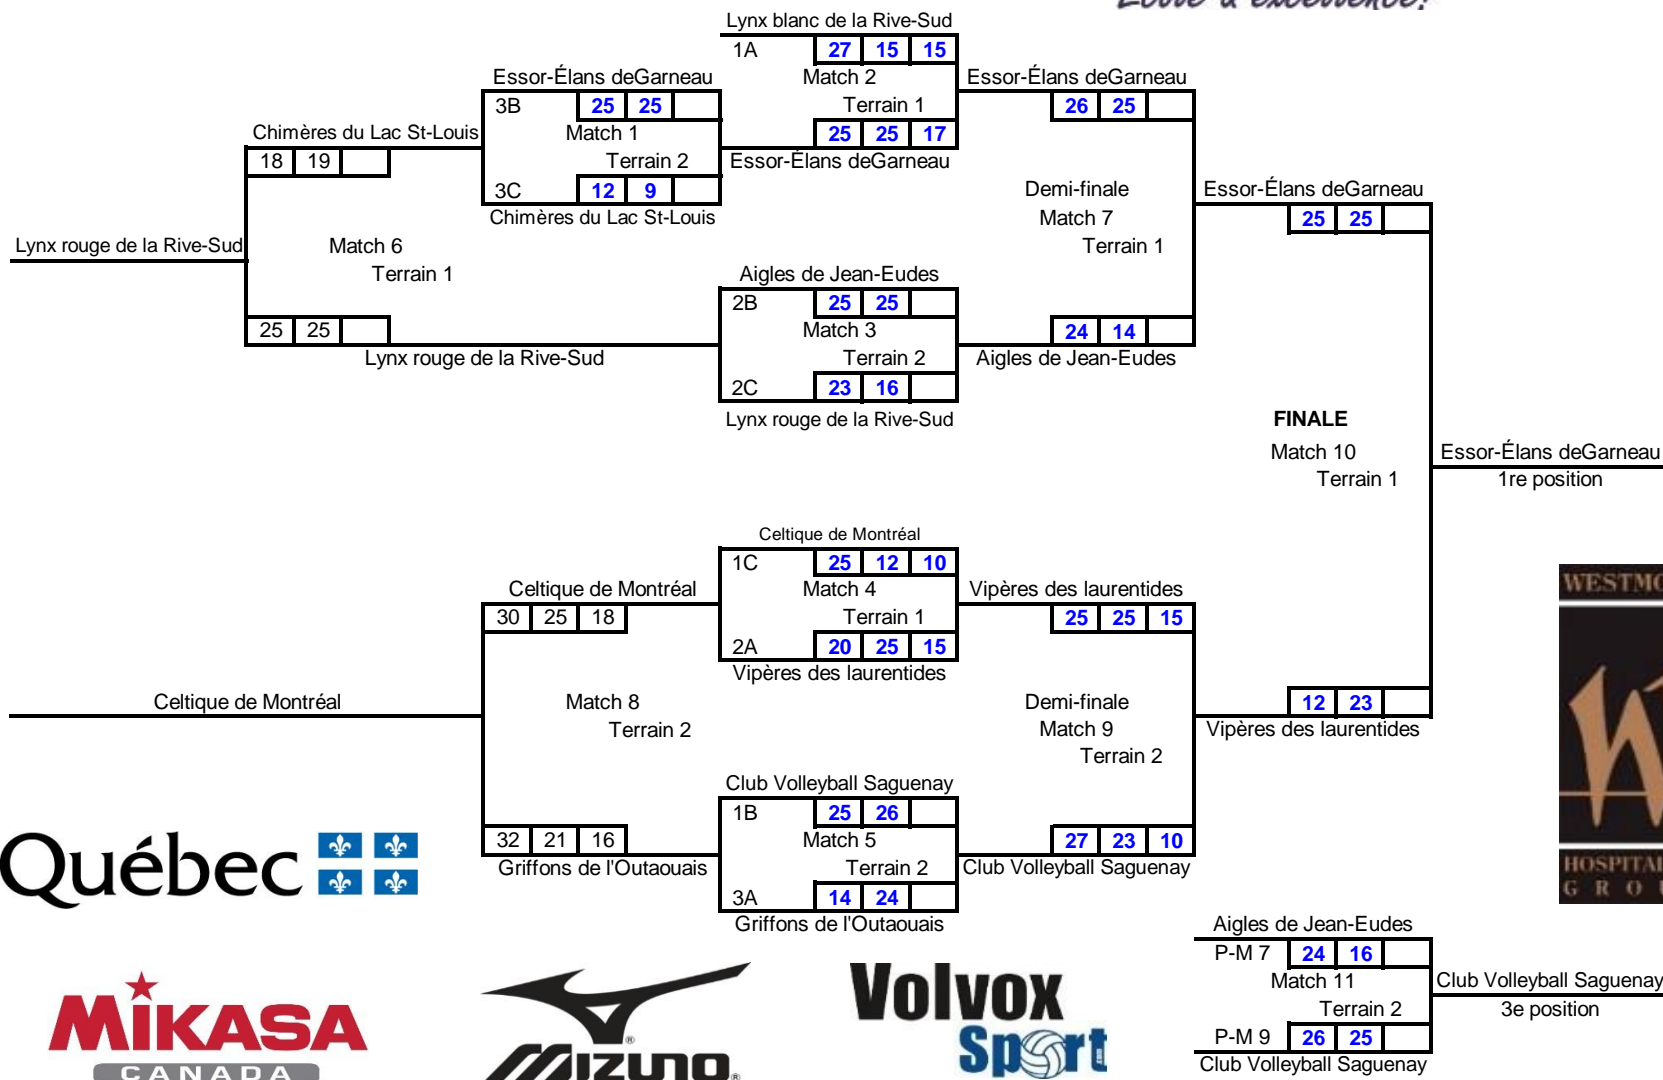 Lynx blanc de la Rive-Sud
1A 27 15 15
Match 2
Terrain 1
25 25 17
Essor-Élans deGarneau
Essor-Élans deGarneau
3B 25 25
Match 1
Terrain 2
3C 12 9
Chimères du Lac St-Louis
Chimères du Lac St-Louis
18 19
Match 6
Terrain 1
25 25
Lynx rouge de la Rive-Sud
Lynx rouge de la Rive-Sud
Aigles de Jean-Eudes
2B 25 25
Match 3
Terrain 2
2C 23 16
Lynx rouge de la Rive-Sud
Essor-Élans deGarneau
26 25
Demi-finale
Match 7
Terrain 1
24 14
Aigles de Jean-Eudes
Essor-Élans deGarneau
25 25
FINALE
Match 10
Terrain 1
12 23
Vipères des laurentides
Essor-Élans deGarneau
1re position
Celtique de Montréal
1C 25 12 10
Match 4
Terrain 1
2A 20 25 15
Vipères des laurentides
Celtique de Montréal
30 25 18
Match 8
Terrain 2
32 21 16
Griffons de l'Outaouais
Celtique de Montréal
Club Volleyball Saguenay
1B 25 26
Match 5
Terrain 2
3A 14 24
Griffons de l'Outaouais
Vipères des laurentides
25 25 15
Demi-finale
Match 9
Terrain 2
27 23 10
Club Volleyball Saguenay
Aigles de Jean-Eudes
P-M 7 24 16
Match 11
Terrain 2
P-M 9 26 25
Club Volleyball Saguenay
Club Volleyball Saguenay
3e position
Québec
MIKASA
CANADA
MIZUNO
Volvox
Sport
.com
GROU